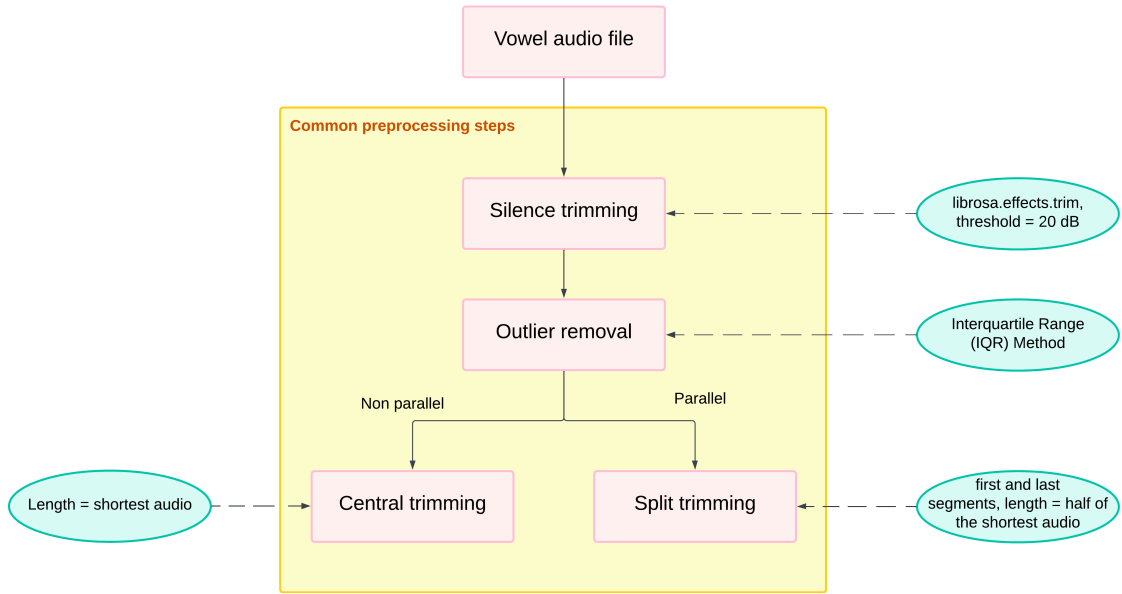 Vowel audio file
Common preprocessing steps
Silence trimming
librosa.effects.trim,
threshold = 20 dB
Outlier removal
Interquartile Range
(IQR) Method
Non parallel
Parallel
Length = shortest audio
Central trimming
Split trimming
first and last
segments, length = half of
the shortest audio